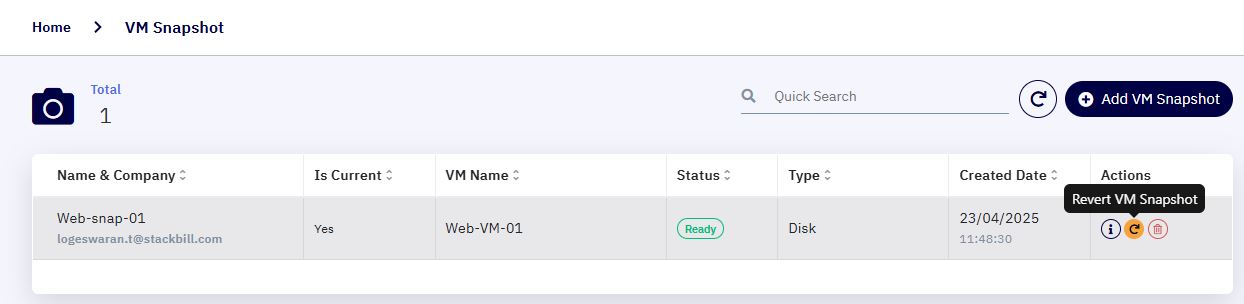 Home > VM Snapshot
Total
1
Quick Search
Add VM Snapshot
Name & Company Is Current VM Name Status Type Created Date Actions
Revert VM Snapshot
Web-snap-01 Yes Web-VM-01 Ready Disk 23/04/2025
logeswaran.t@stackbill.com 11:48:30